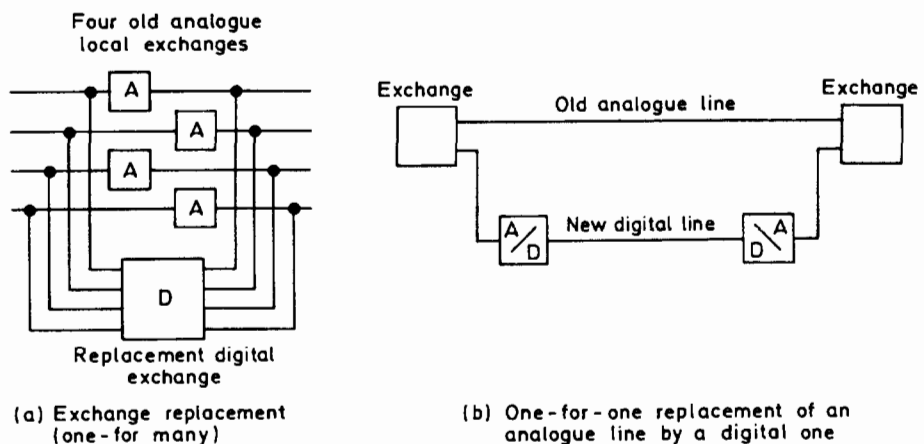 Four old analogue
local exchanges
A
A
A
A
D
Replacement digital
exchange
(a) Exchange replacement
(one-for many)
Exchange
Exchange
Old analogue line
A/D
New digital line
D\A
(b) One-for-one replacement of an
analogue line by a digital one